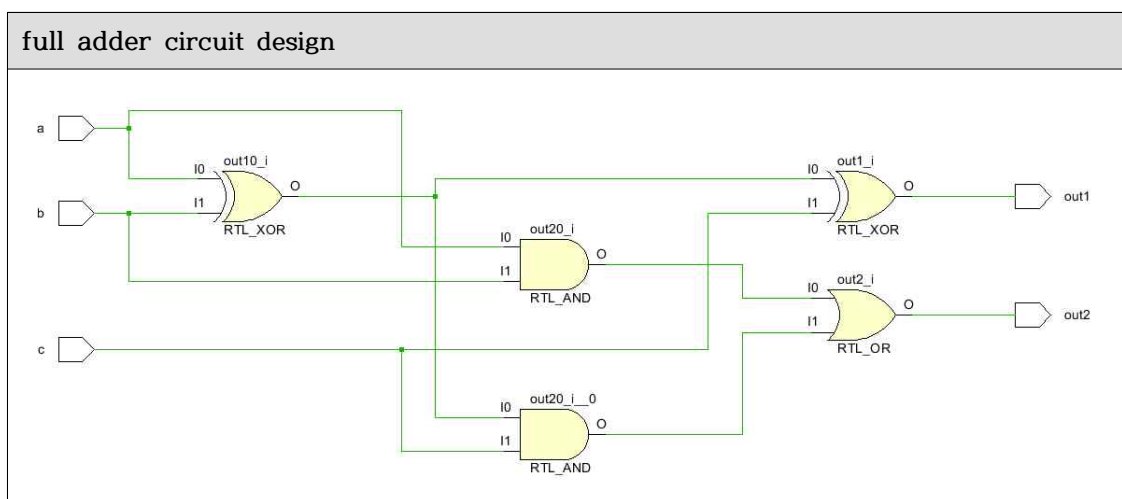 full adder circuit design
a
I0 out10_i
O
b
I1
RTL_XOR
I0 out1_i
O
out1
I1
RTL_XOR
I0 out20_i
O
I1
RTL_AND
I0 out2_i
O
out2
I1
RTL_OR
c
I0 out20_i__0
O
I1
RTL_AND